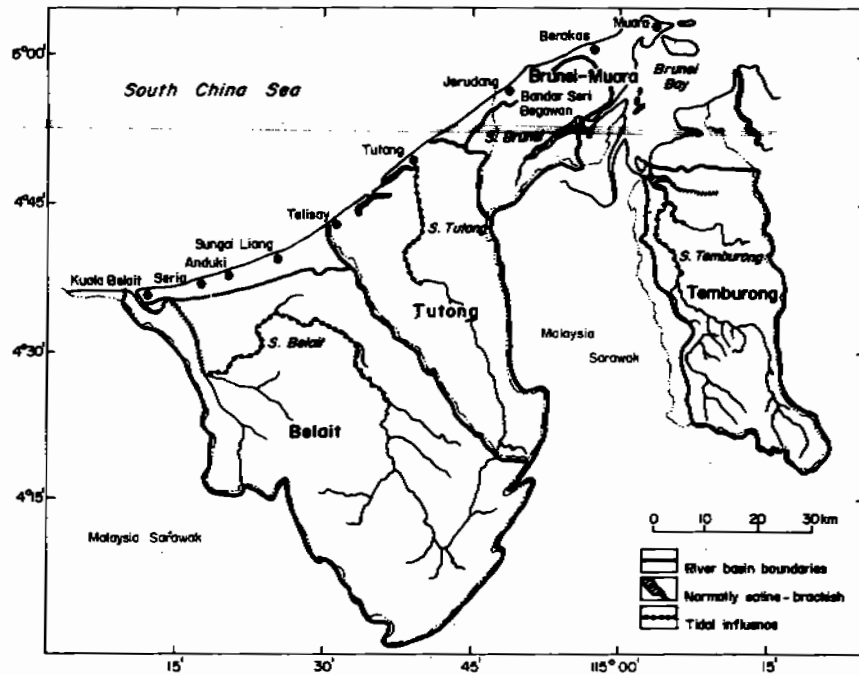 5°00'
4°45'
4°30'
4°15'
South China Sea
Muara
Berakas
Brunei-Muara
Brunei
Bay
Jerudong
Bandar Seri
Begawan
S. Brunei
Tutong
Telisay
S. Tutong
Sungai Liang
Anduki
Seria
Kuala Belait
S. Temburong
Temburong
Tutong
Malaysia
Sarawak
S. Belait
Belait
Malaysia Sarawak
0 10 20 30km
River basin boundaries
Normally saline-brackish
Tidal influence
15'
30'
45'
115°00'
15'